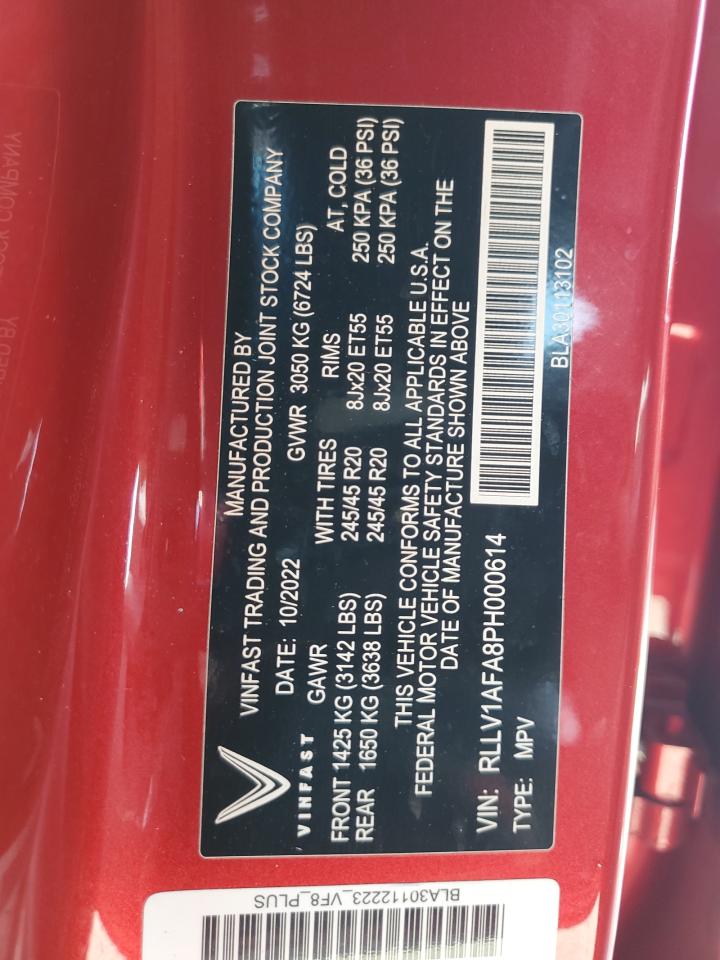 MANUFACTURED BY
VINFAST TRADING AND PRODUCTION JOINT STOCK COMPANY
DATE: 10/2022 GVWR 3050 KG (6724 LBS)
GAWR WITH TIRES RIMS AT, COLD
FRONT 1425 KG (3142 LBS) 245/45 R20 8Jx20 ET55 250 KPA (36 PSI)
REAR 1650 KG (3638 LBS) 245/45 R20 8Jx20 ET55 250 KPA (36 PSI)
VINFAST
THIS VEHICLE CONFORMS TO ALL APPLICABLE U.S.A.
FEDERAL MOTOR VEHICLE SAFETY STANDARDS IN EFFECT ON THE
DATE OF MANUFACTURE SHOWN ABOVE
VIN: RLLV1AFA8PH000614
TYPE: MPV
BLA30113102
BLA30112223_VF8_PLUS